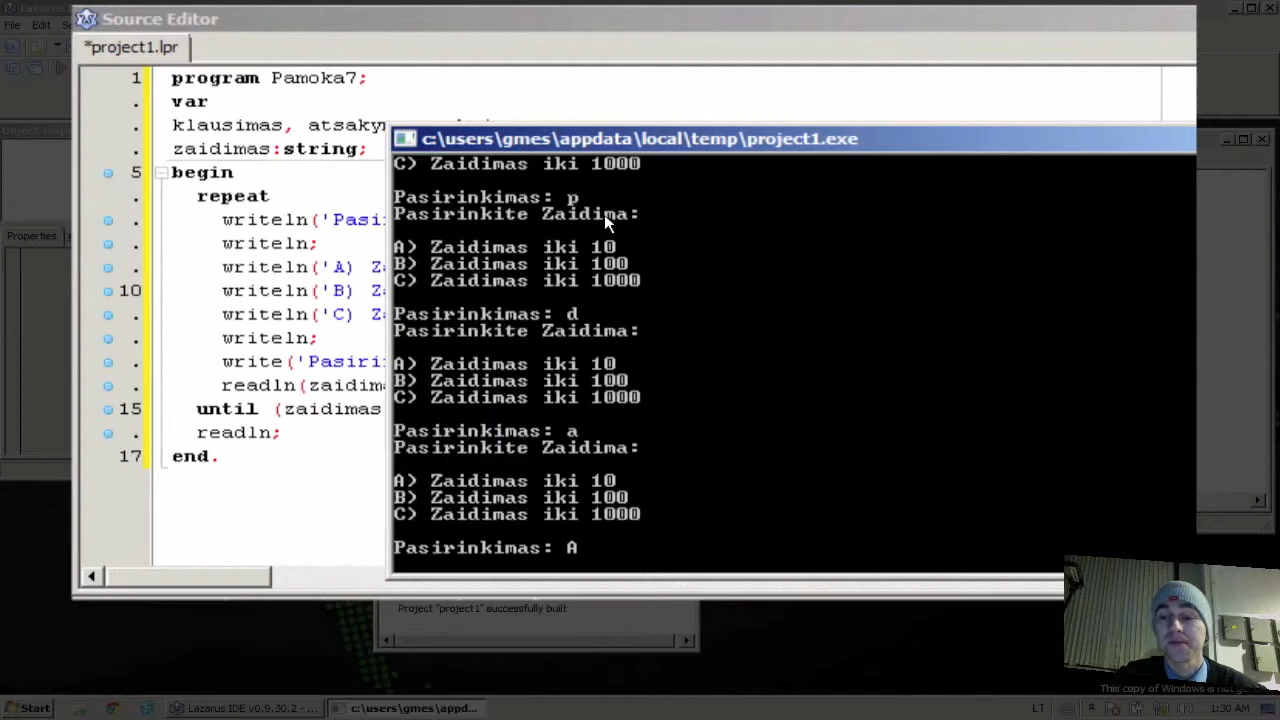 File Edit
Source Editor
*project1.lpr
1 program Pamoka7;
var
klausimas,
zaidimas:string;
5 begin
repeat
writeln('Pasi
writeln;
writeln('A) Za
10 writeln('B) Za
writeln('C) Za
writeln;
write('Pasiri
readln(zaidim
15 until (zaidimas
readln;
17 end.
Properties
c:\users\gmes\appdata\local\temp\project1.exe
C) Zaidimas iki 1000
Pasirinkimas: p
Pasirinkite Zaidima:
A) Zaidimas iki 10
B) Zaidimas iki 100
C) Zaidimas iki 1000
Pasirinkimas: d
Pasirinkite Zaidima:
A) Zaidimas iki 10
B) Zaidimas iki 100
C) Zaidimas iki 1000
Pasirinkimas: a
Pasirinkite Zaidima:
A) Zaidimas iki 10
B) Zaidimas iki 100
C) Zaidimas iki 1000
Pasirinkimas: A
Project "project1" successfully built
This copy of Windows is not
Start
Lazarus IDE v0.9.30.2 - ...
c:\users\gmes\appd...
LT
1:30 AM